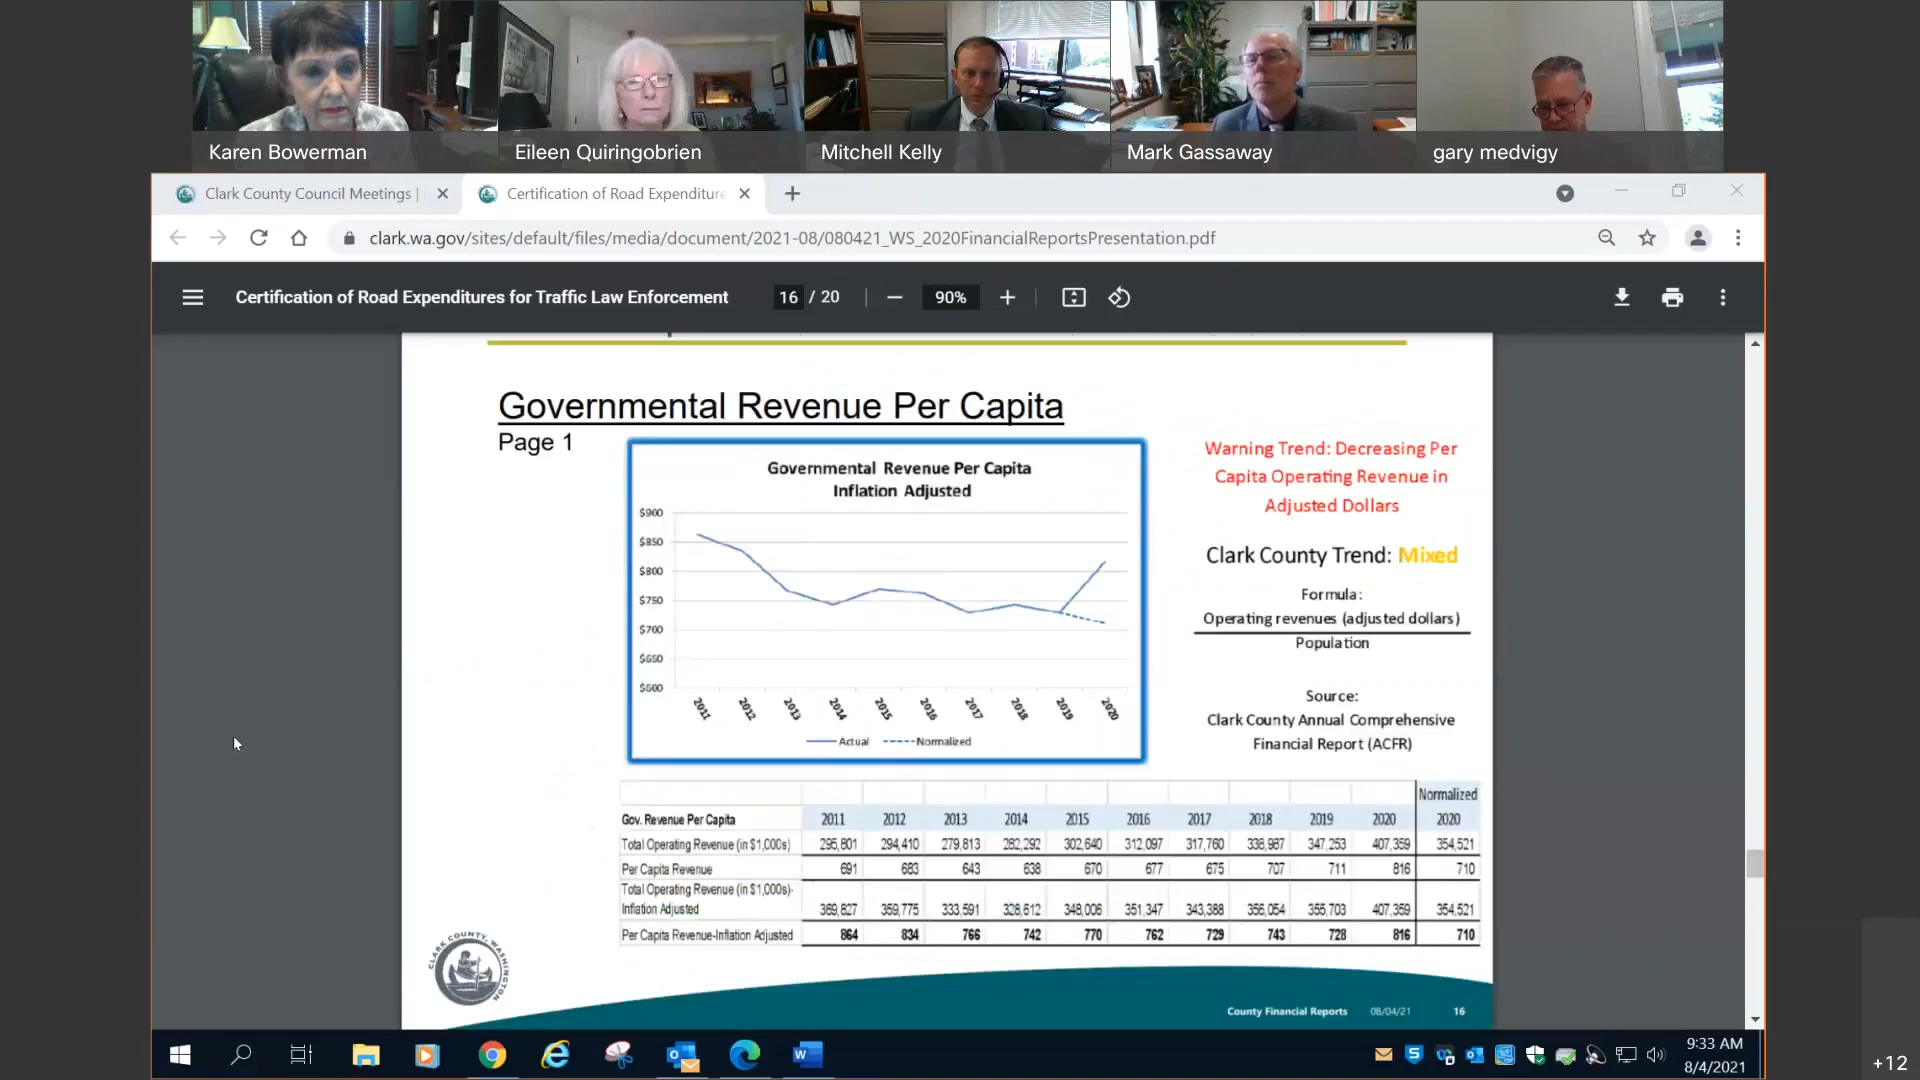 Karen Bowerman
Eileen Quiringobrien
Mitchell Kelly
Mark Gassaway
gary medvigy
Clark County Council Meetings |
Certification of Road Expenditure
clark.wa.gov/sites/default/files/media/document/2021-08/080421_WS_2020FinancialReportsPresentation.pdf
Certification of Road Expenditures for Traffic Law Enforcement
16 / 20
90%
Governmental Revenue Per Capita
Page 1
Governmental Revenue Per Capita
Inflation Adjusted
$900
$850
$800
$750
$700
$650
$600
2011 2012 2013 2014 2015 2016 2017 2018 2019 2020
Actual Normalized
Warning Trend: Decreasing Per
Capita Operating Revenue in
Adjusted Dollars
Clark County Trend: Mixed
Formula:
Operating revenues (adjusted dollars)
Population
Source:
Clark County Annual Comprehensive
Financial Report (ACFR)
Normalized
Gov. Revenue Per Capita 2011 2012 2013 2014 2015 2016 2017 2018 2019 2020 2020
Total Operating Revenue (in $1,000s) 295,801 294,410 279,813 282,292 302,640 312,097 317,760 338,987 347,253 407,359 354,521
Per Capita Revenue 691 683 643 638 670 677 675 707 711 816 710
Total Operating Revenue (in $1,000s)-
Inflation Adjusted 369,827 359,775 333,591 328,612 348,006 351,347 343,388 356,054 355,703 407,359 354,521
Per Capita Revenue-Inflation Adjusted 864 834 766 742 770 762 729 743 728 816 710
CLARK COUNTY, WASHINGTON
County Financial Reports 08/04/21 16
9:33 AM
8/4/2021
+12